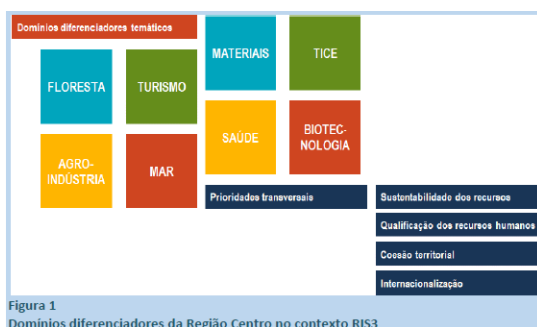 Domínios diferenciadores temáticos
MATERIAIS
TICE
FLORESTA
TURISMO
SAÚDE
BIOTEC-
NOLOGIA
AGRO-
INDÚSTRIA
MAR
Prioridades transversais
Sustentabilidade dos recursos
Qualificação dos recursos humanos
Coesão territorial
Internacionalização
Figura 1
Domínios diferenciadores da Região Centro no contexto RIS3